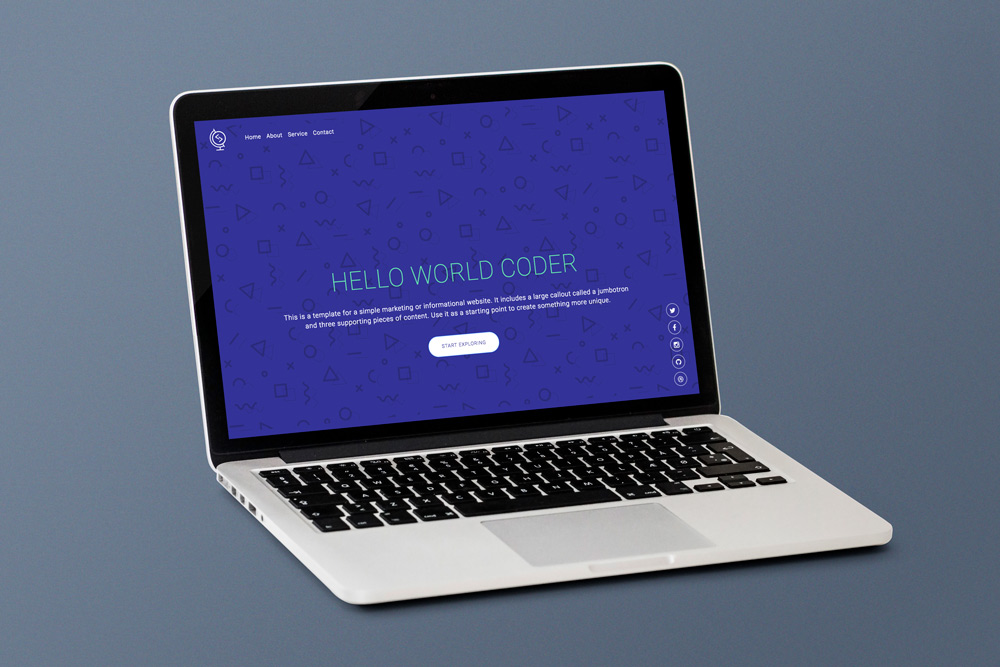 Home About Service Contact
HELLO WORLD CODER
This is a template for a simple marketing or informational website. It includes a large callout called a jumbotron
and three supporting pieces of content. Use it as a starting point to create something more unique.
START EXPLORING